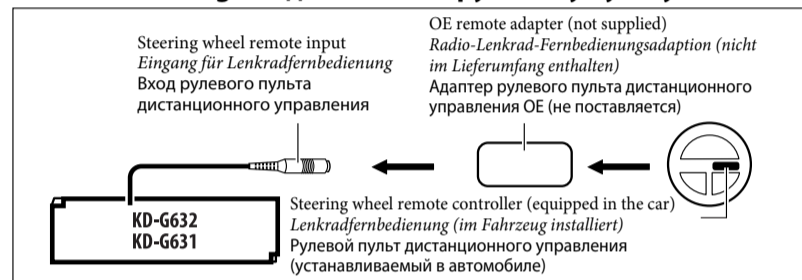 Steering wheel remote input
Eingang für Lenkradfernbedienung
Вход рулевого пульта
дистанционного управления
OE remote adapter (not supplied)
Radio-Lenkrad-Fernbedienungsadaption (nicht
im Lieferumfang enthalten)
Адаптер рулевого пульта дистанционного
управления OE (не поставляется)
KD-G632
KD-G631
Steering wheel remote controller (equipped in the car)
Lenkradfernbedienung (im Fahrzeug installiert)
Рулевой пульт дистанционного управления
(устанавливаемый в автомобиле)